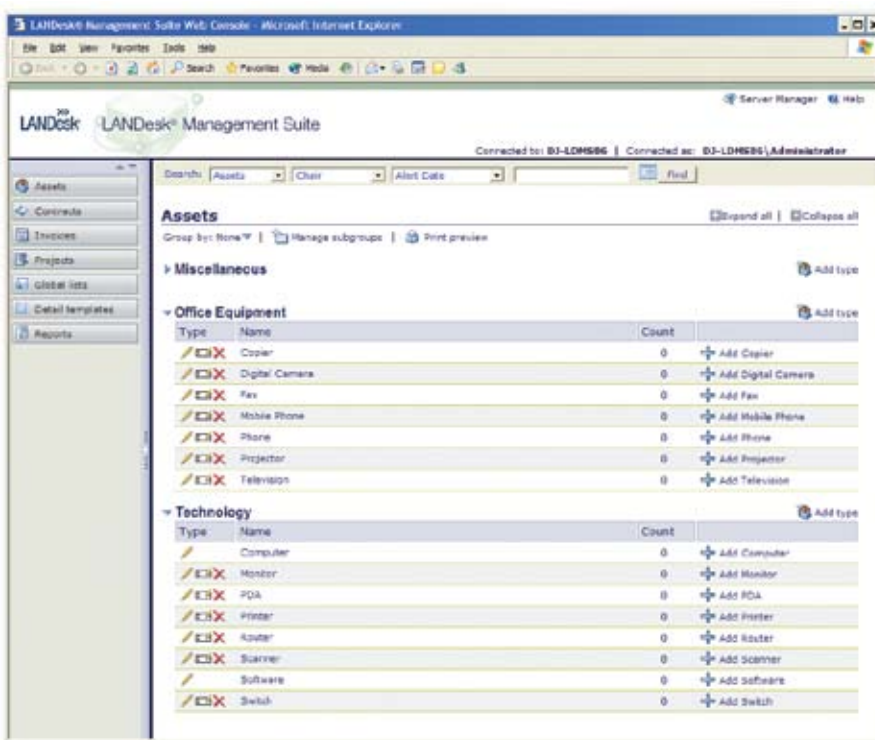 LANDesk® Management Suite Web Console - Microsoft Internet Explorer
File Edit View Favorites Tools Help
Back Search Favorites Media
Server Manager Help
LANDesk LANDesk® Management Suite
Connected to: DJ-LDMS86 | Connected as: DJ-LDMS86\Administrator
Search: Assets Chair Alert Date Find
Assets
Contracts
Invoices
Projects
Global lists
Detail templates
Reports
Assets Expand all | Collapse all
Group by: None | Manage subgroups | Print preview
Miscellaneous Add type
Office Equipment Add type
Type Name Count
Copier 0 Add Copier
Digital Camera 0 Add Digital Camera
Fax 0 Add Fax
Mobile Phone 0 Add Mobile Phone
Phone 0 Add Phone
Projector 0 Add Projector
Television 0 Add Television
Technology Add type
Type Name Count
Computer 0 Add Computer
Monitor 0 Add Monitor
PDA 0 Add PDA
Printer 0 Add Printer
Router 0 Add Router
Scanner 0 Add Scanner
Software 0 Add Software
Switch 0 Add Switch